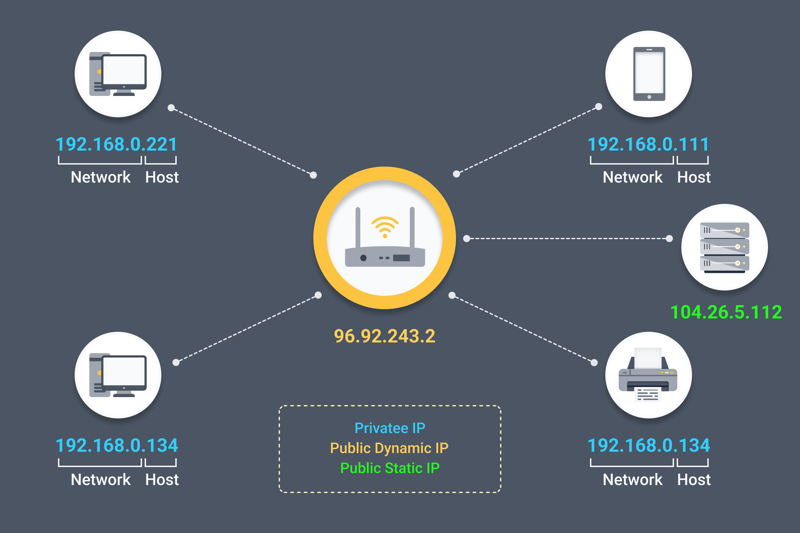 192.168.0.221
Network Host
192.168.0.111
Network Host
104.26.5.112
96.92.243.2
192.168.0.134
Network Host
192.168.0.134
Network Host
Privatee IP
Public Dynamic IP
Public Static IP